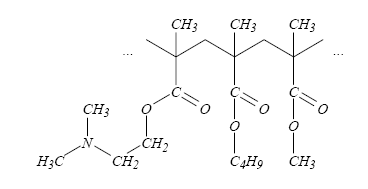 CH3 CH3 CH3
... ...
C C C
CH3 O O O O
O O
N CH2
H3C CH2 C4H9 CH3